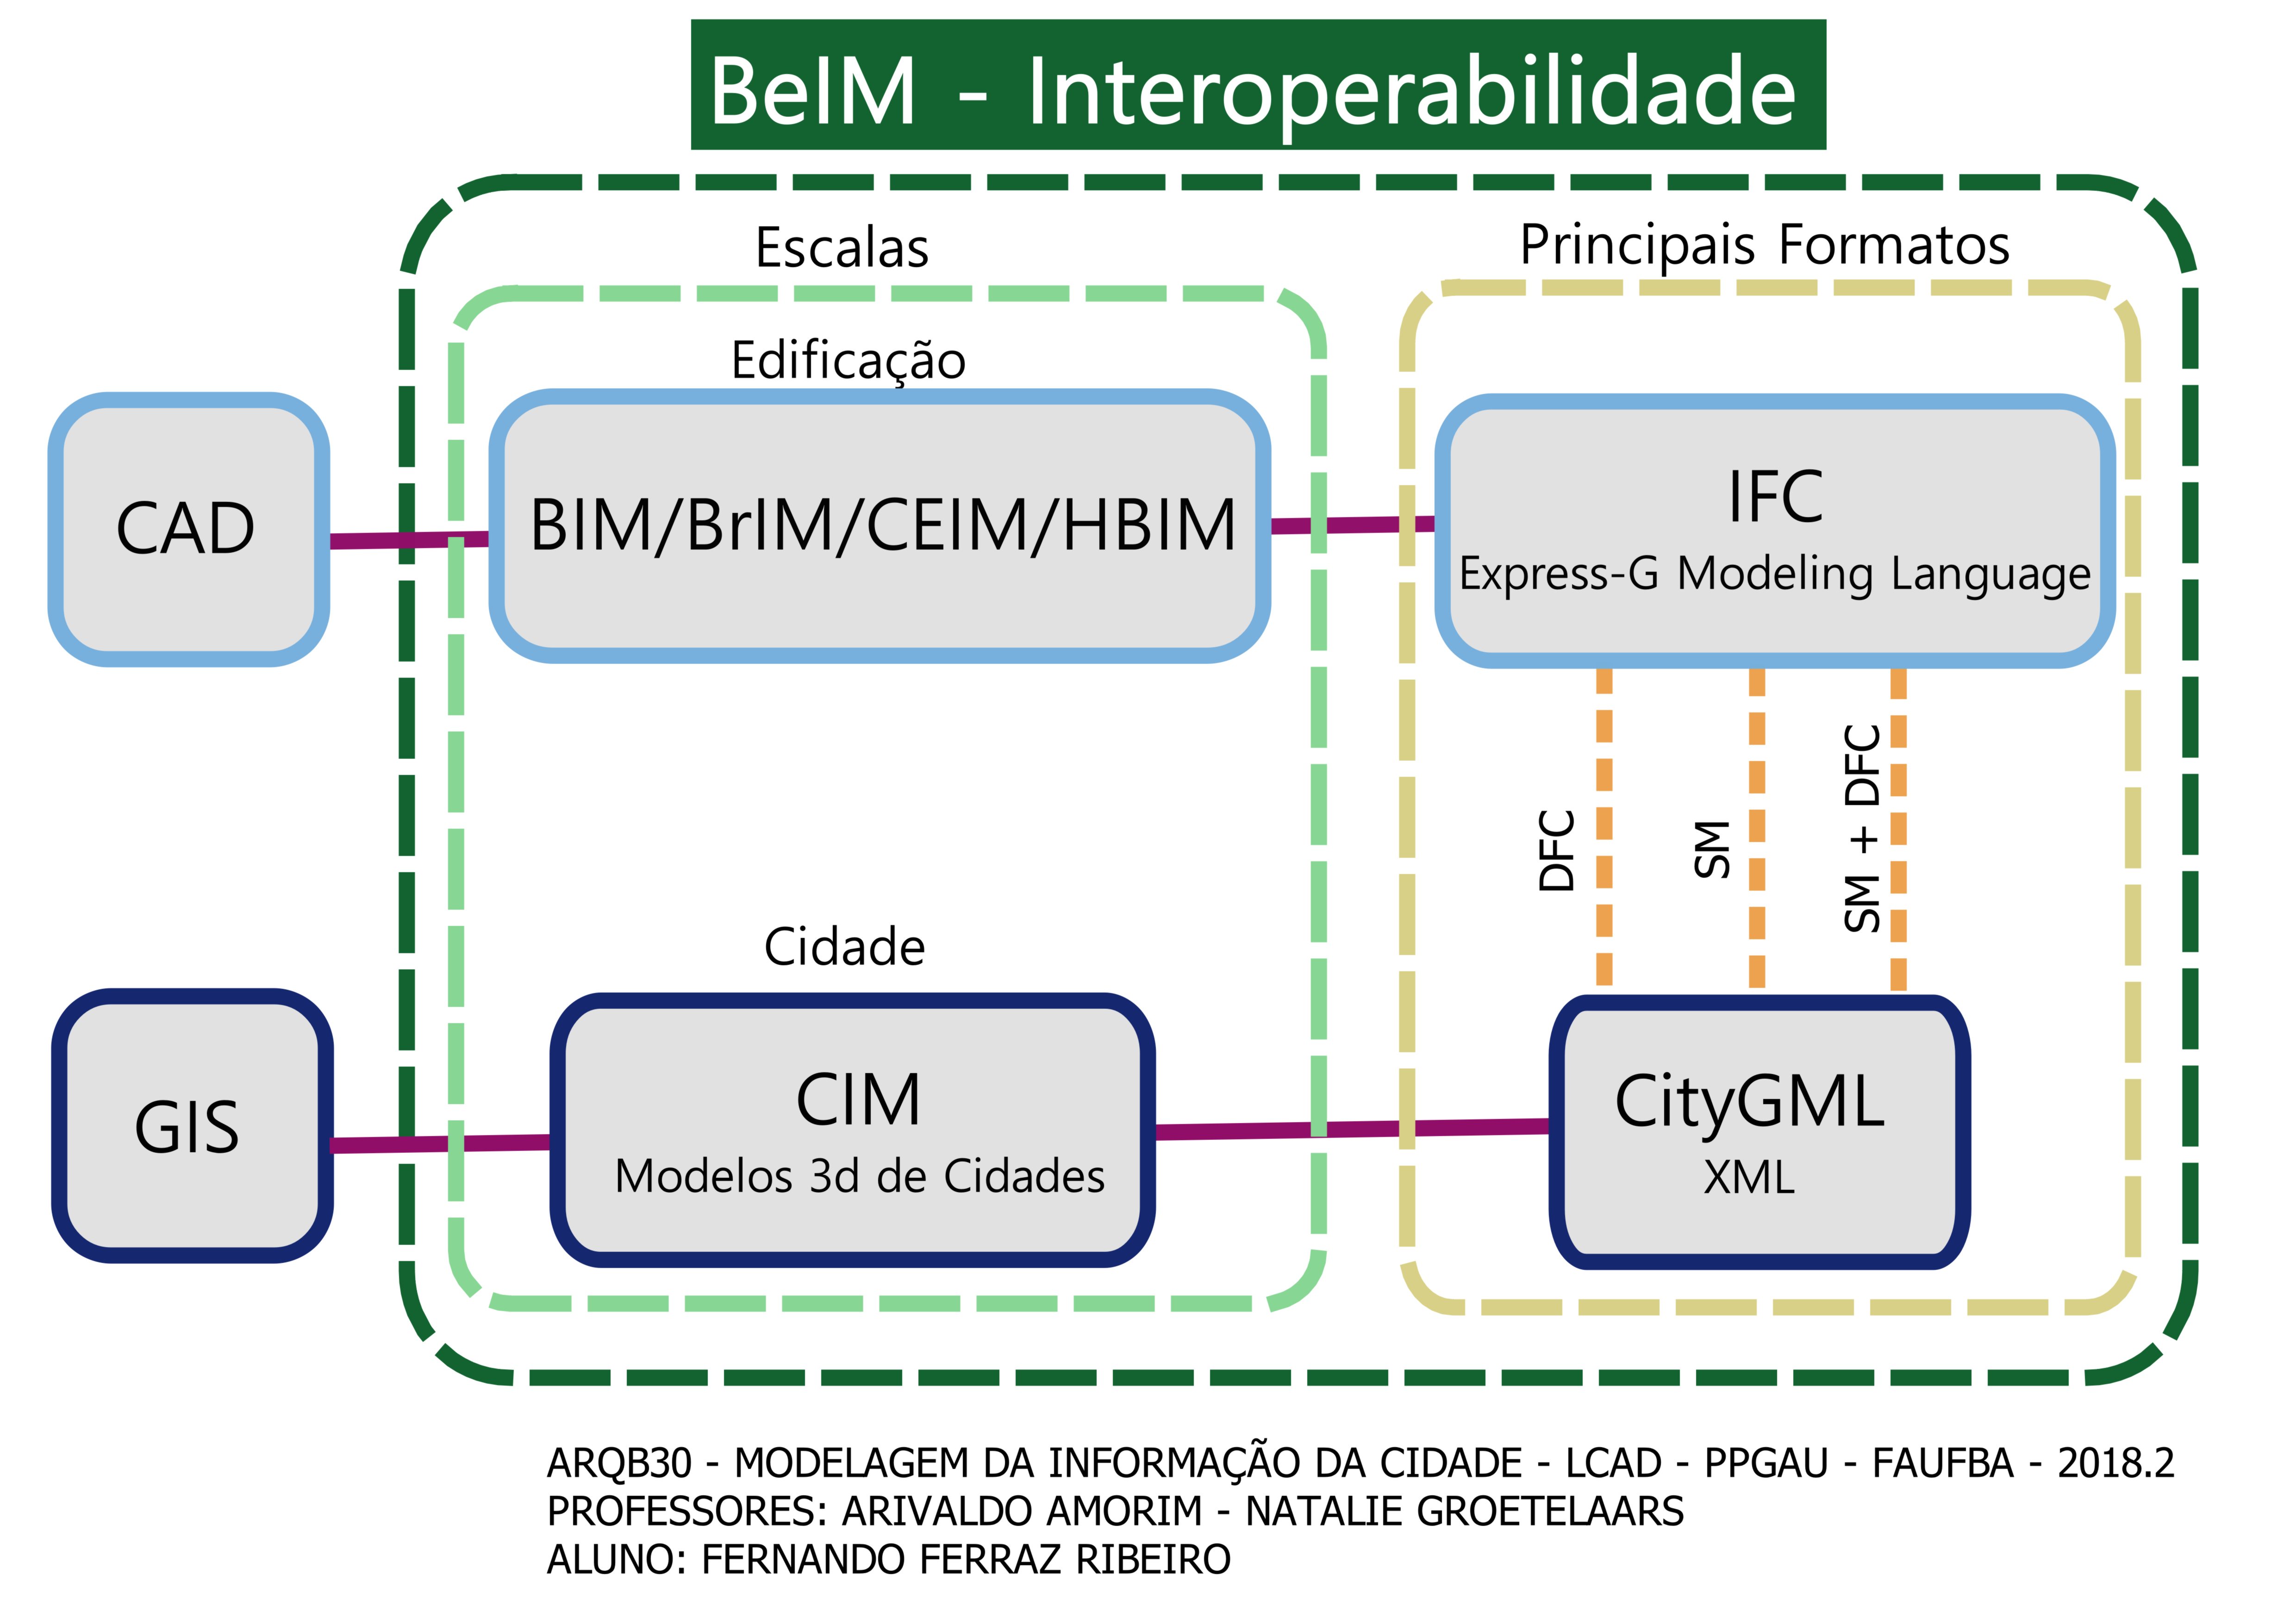 BeIM - Interoperabilidade
Escalas
Principais Formatos
Edificação
CAD
BIM/BrIM/CEIM/HBIM
IFC
Express-G Modeling Language
DFC
SM
SM + DFC
Cidade
GIS
CIM
Modelos 3d de Cidades
CityGML
XML
ARQB30 - MODELAGEM DA INFORMAÇÃO DA CIDADE - LCAD - PPGAU - FAUFBA - 2018.2
PROFESSORES: ARIVALDO AMORIM - NATALIE GROETELAARS
ALUNO: FERNANDO FERRAZ RIBEIRO